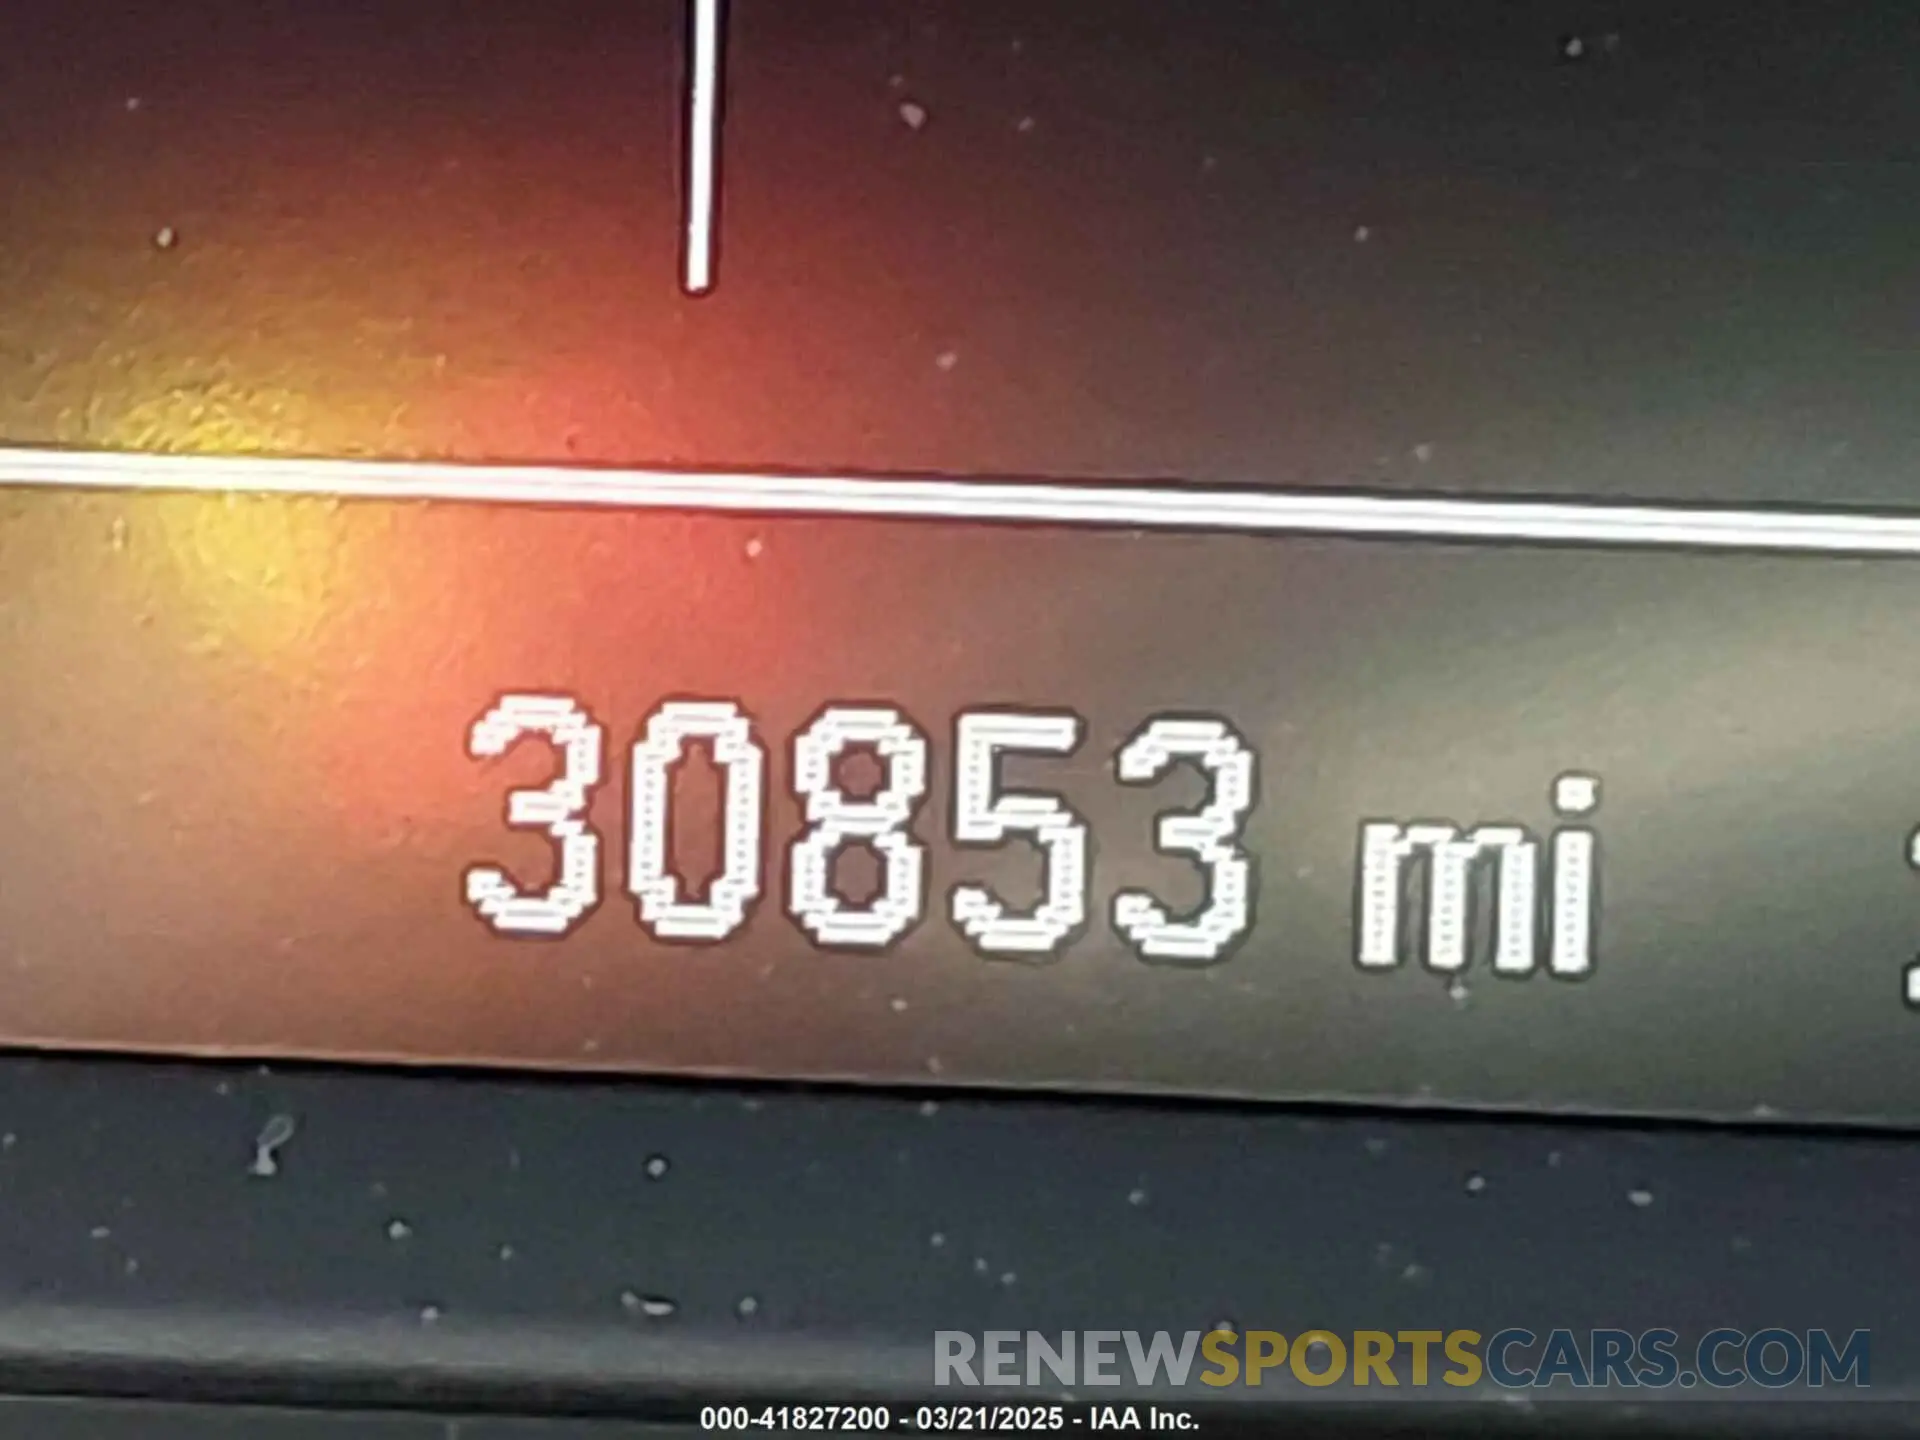 30853 mi
RENEWSPORTSCARS.COM
000-41827200 - 03/21/2025 - IAA Inc.